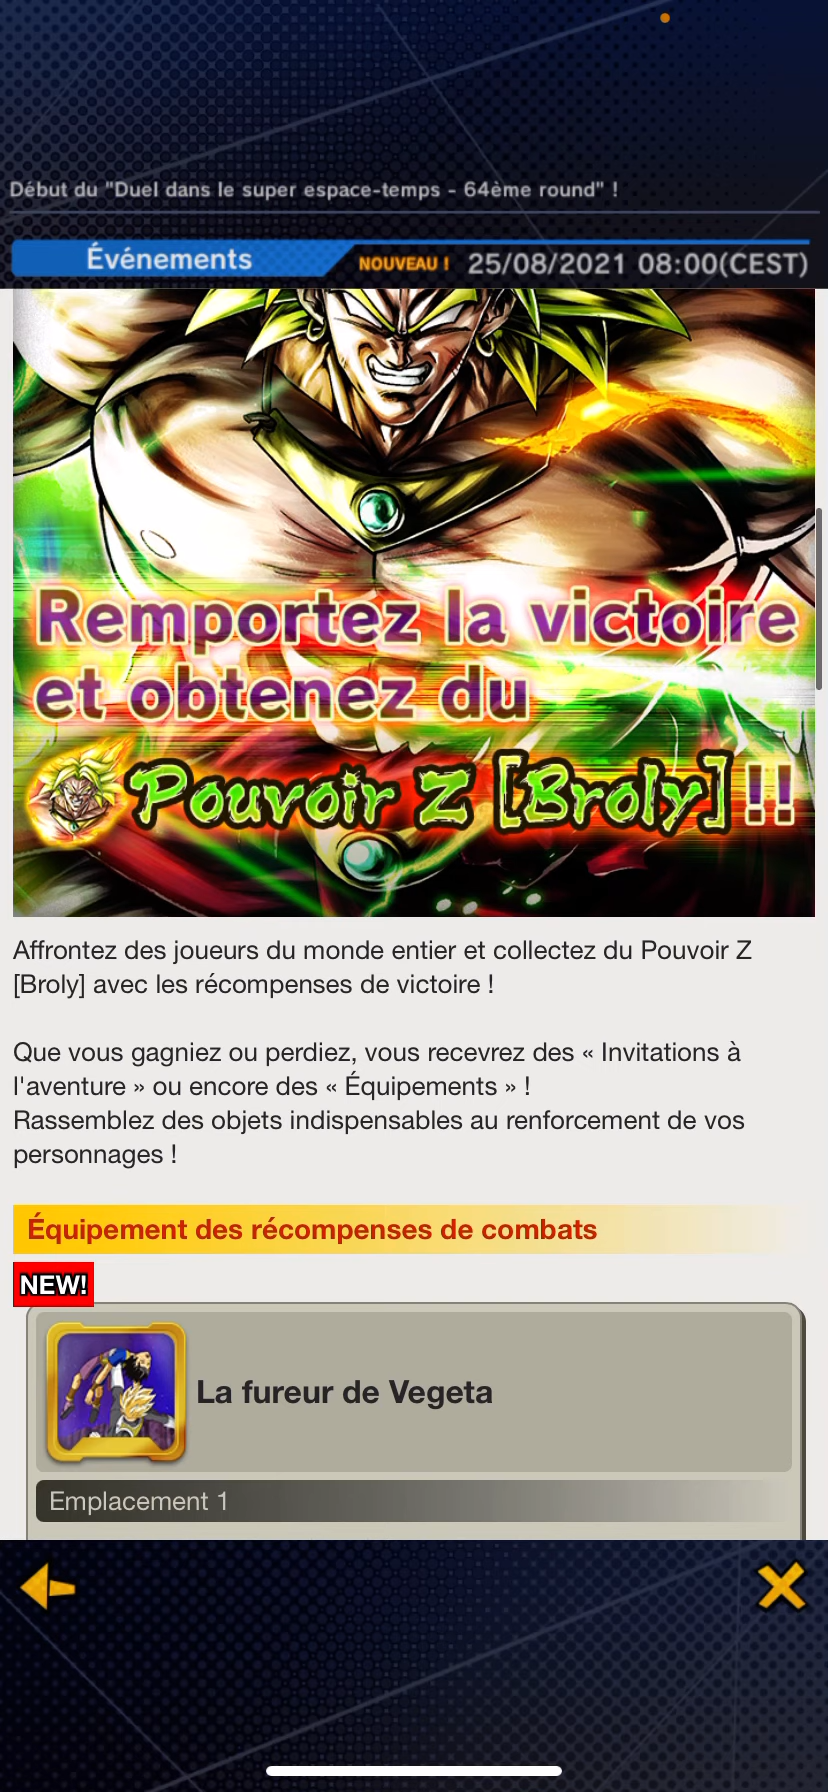 Début du "Duel dans le super espace-temps - 64ème round" !
Événements
NOUVEAU !
25/08/2021 08:00(CEST)
Remportez la victoire
et obtenez du
Pouvoir Z [Broly] !!
Affrontez des joueurs du monde entier et collectez du Pouvoir Z
[Broly] avec les récompenses de victoire !
Que vous gagniez ou perdiez, vous recevrez des « Invitations à
l'aventure » ou encore des « Équipements » !
Rassemblez des objets indispensables au renforcement de vos
personnages !
Équipement des récompenses de combats
NEW!
La fureur de Vegeta
Emplacement 1